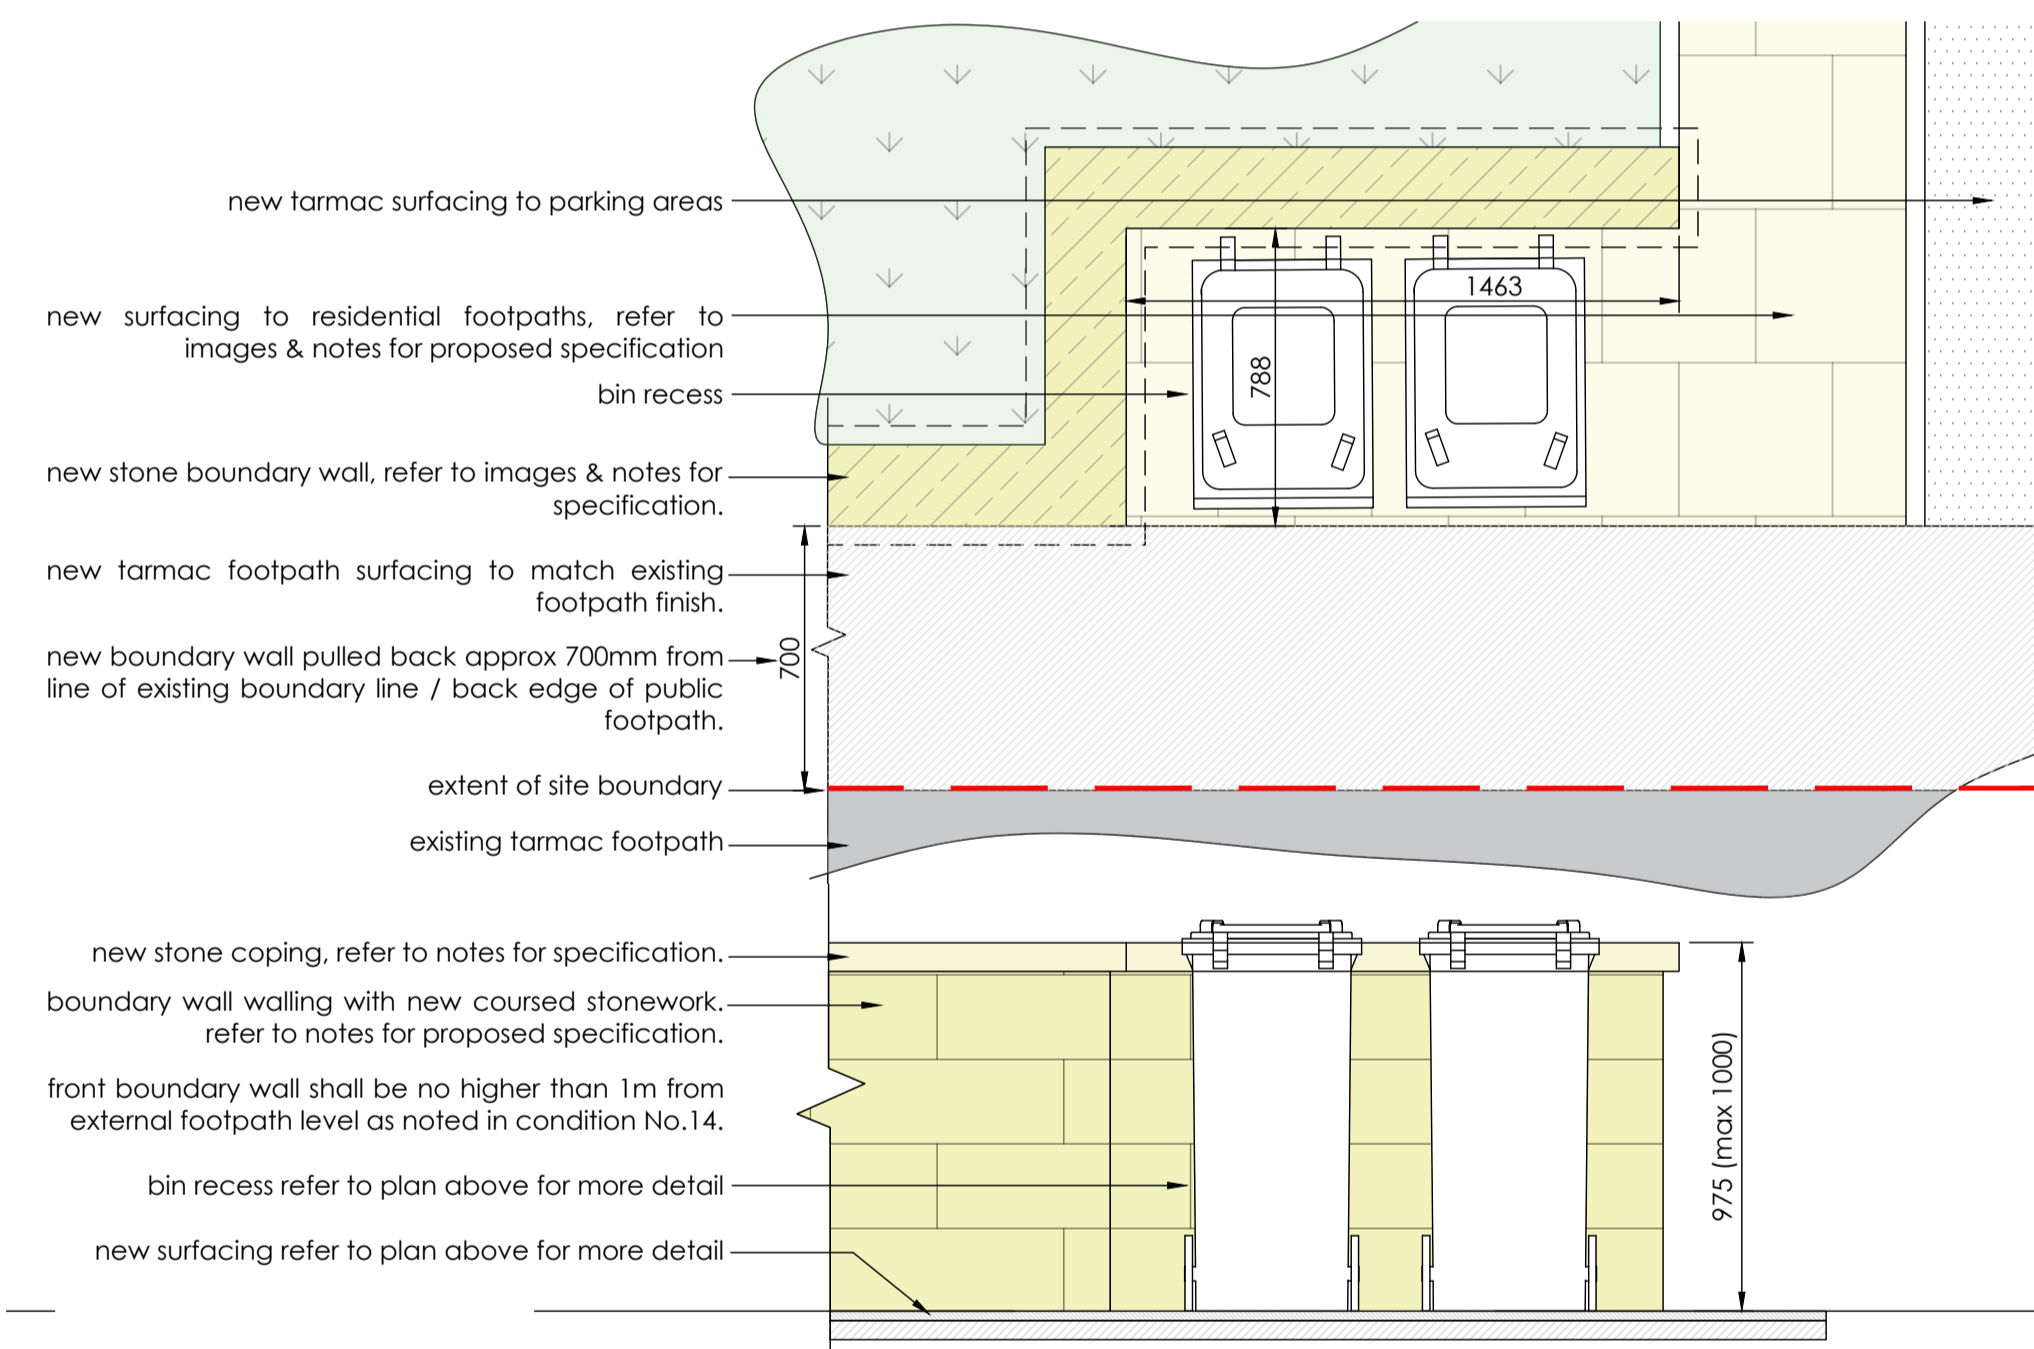 new tarmac surfacing to parking areas
new surfacing to residential footpaths, refer to
images & notes for proposed specification
1463
788
bin recess
new stone boundary wall, refer to images & notes for
specification.
new tarmac footpath surfacing to match existing
footpath finish.
700
new boundary wall pulled back approx 700mm from
line of existing boundary line / back edge of public
footpath.
extent of site boundary
existing tarmac footpath
new stone coping, refer to notes for specification.
boundary wall walling with new coursed stonework.
refer to notes for proposed specification.
front boundary wall shall be no higher than 1m from
external footpath level as noted in condition No.14.
975 (max 1000)
bin recess refer to plan above for more detail
new surfacing refer to plan above for more detail